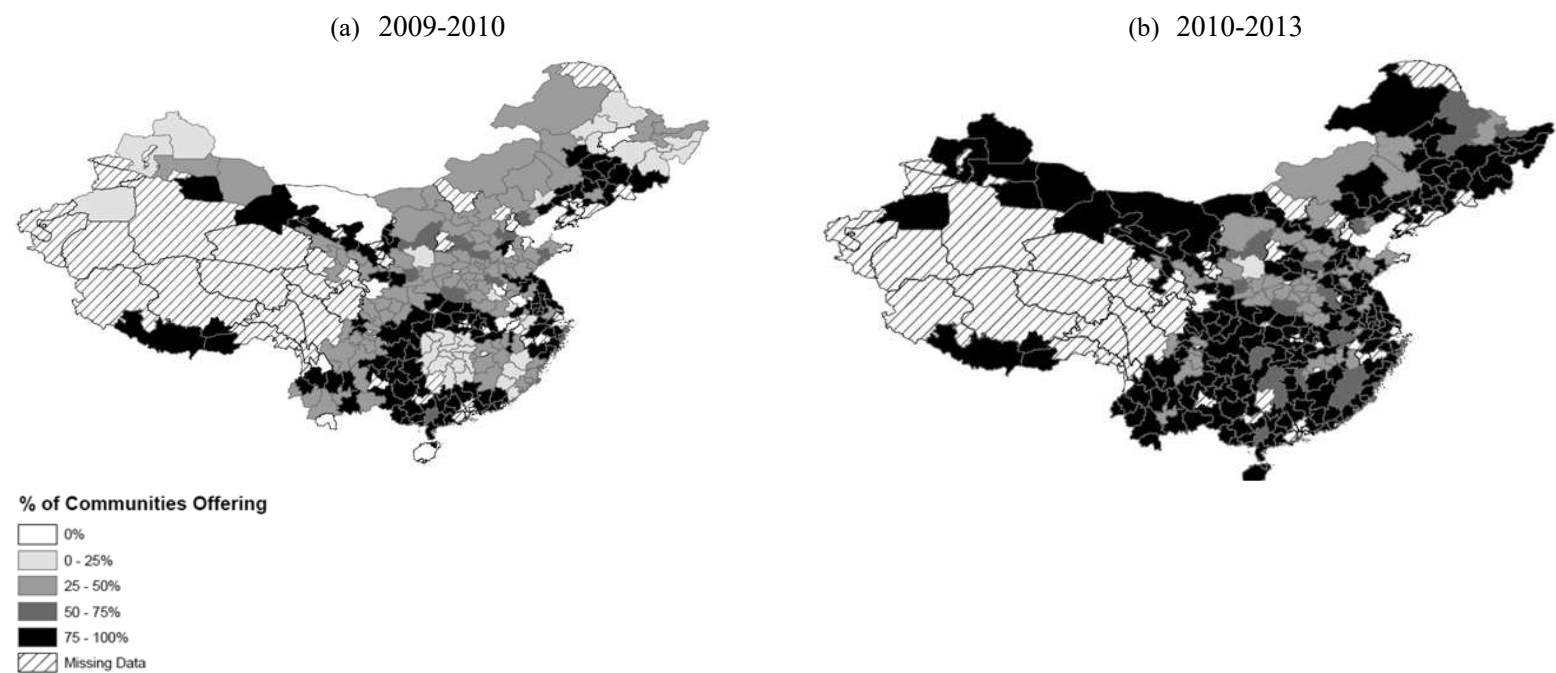 (a) 2009-2010
(b) 2010-2013
% of Communities Offering
0%
0 - 25%
25 - 50%
50 - 75%
75 - 100%
Missing Data